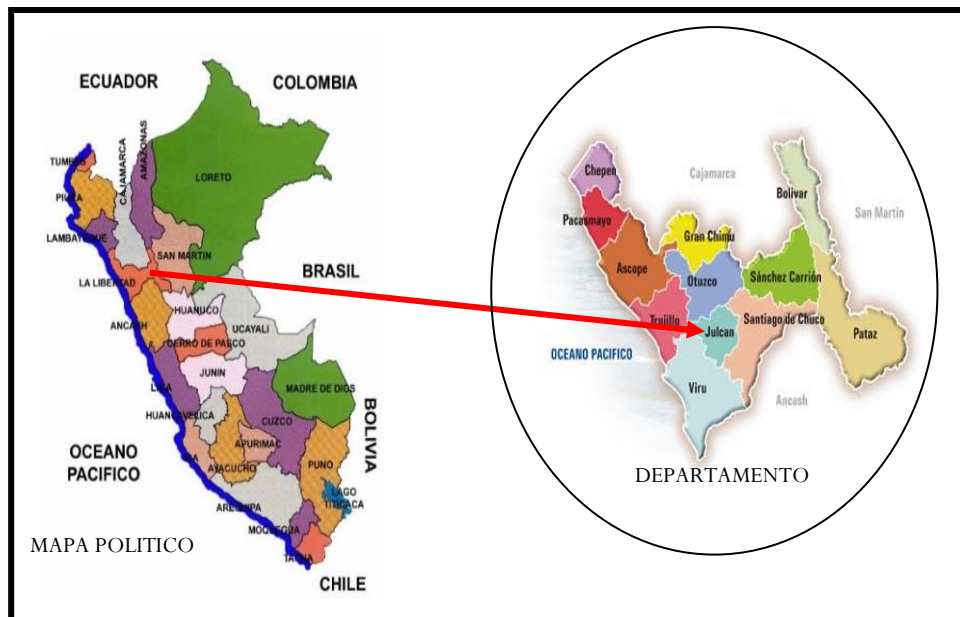 ECUADOR
COLOMBIA
CAJAMARCA
AMAZONAS
TUMBES
LORETO
PIURA
LAMBAYEQUE
SAN MARTIN
BRASIL
LA LIBERTAD
HUANUCO
ANCASH
UCAYALI
CERRO DE PASCO
JUNIN
LIMA
MADRE DE DIOS
HUANCAVELICA
CUZCO
BOLIVIA
APURIMAC
OCEANO
PACIFICO
ICA
AYACUCHO
PUNO
LAGO
TITICACA
AREQUIPA
MOQUEGUA
MAPA POLITICO
TACNA
CHILE
Chepen
Cajamarca
Bolivar
San Martin
Pacasmayo
Gran Chimu
Ascope
Otuzco
Sánchez Carrión
Trujillo
Julcan
Santiago de Chuco
Pataz
OCEANO PACIFICO
Viru
Ancash
DEPARTAMENTO